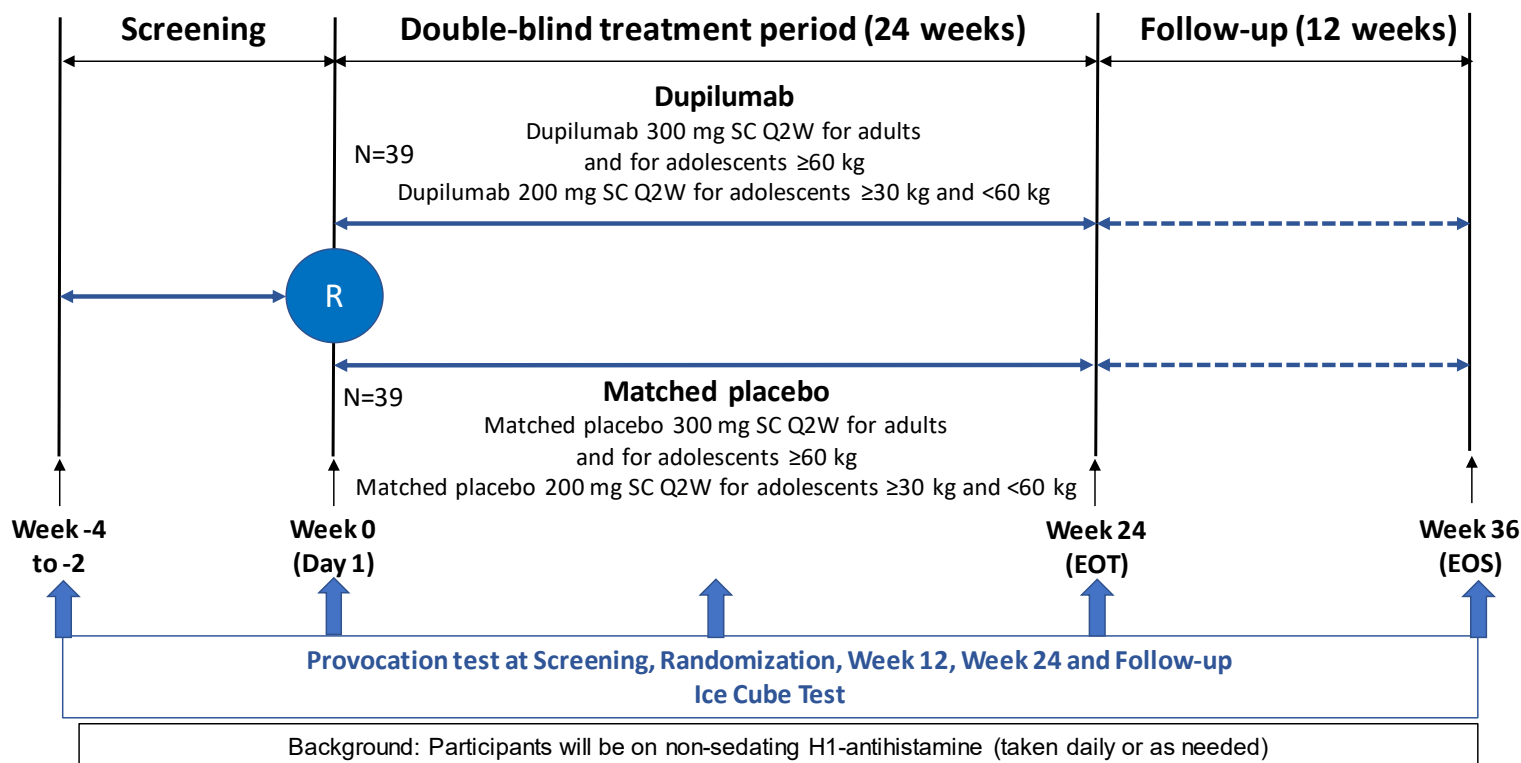 Screening
Double-blind treatment period (24 weeks)
Follow-up (12 weeks)
Dupilumab
Dupilumab 300 mg SC Q2W for adults
N=39
and for adolescents ≥60 kg
Dupilumab 200 mg SC Q2W for adolescents ≥30 kg and <60 kg
R
N=39
Matched placebo
Matched placebo 300 mg SC Q2W for adults
and for adolescents ≥60 kg
Matched placebo 200 mg SC Q2W for adolescents ≥30 kg and <60 kg
Week -4
to -2
Week 0
(Day 1)
Week 24
(EOT)
Week 36
(EOS)
Provocation test at Screening, Randomization, Week 12, Week 24 and Follow-up
Ice Cube Test
Background: Participants will be on non-sedating H1-antihistamine (taken daily or as needed)